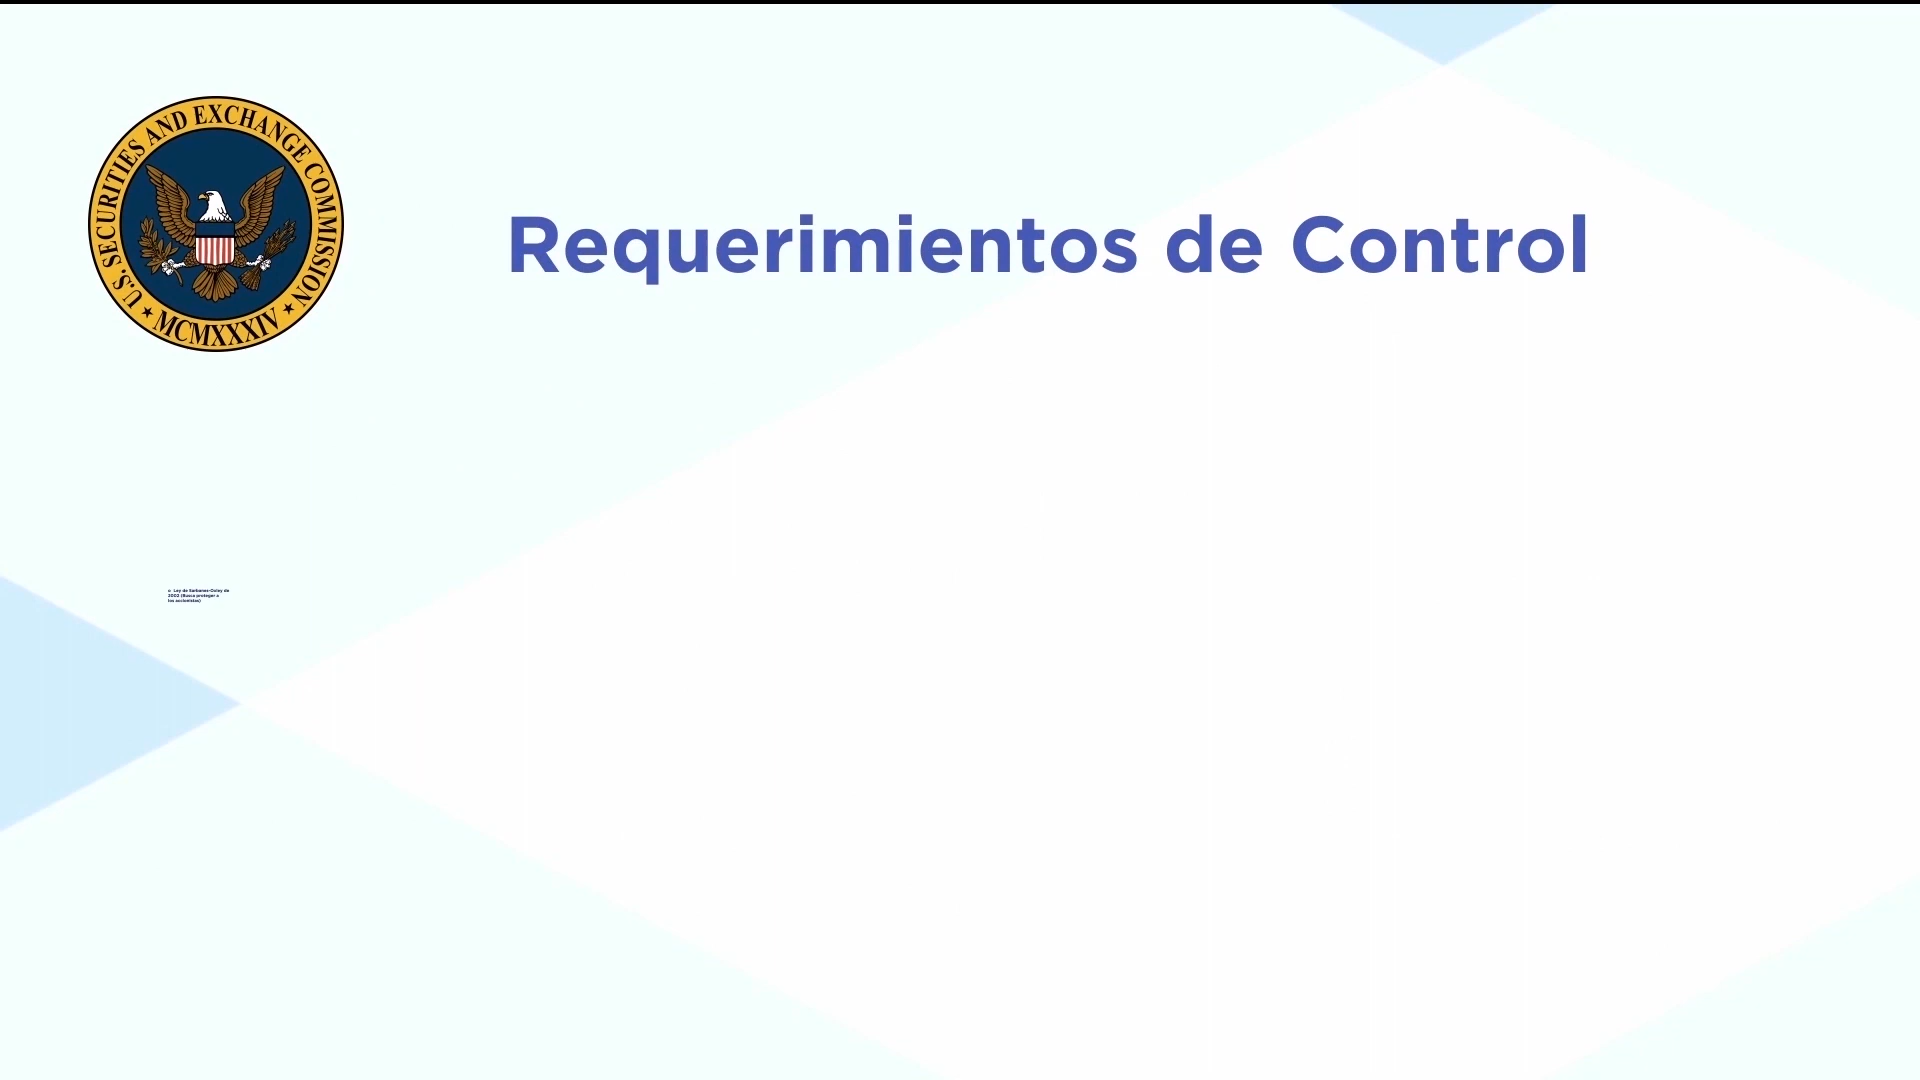 U.S. SECURITIES AND EXCHANGE COMMISSION
MCMXXXIV
Requerimientos de Control
o Ley de Sarbanes-Oxley de
2002 (Busca proteger a
los accionistas)